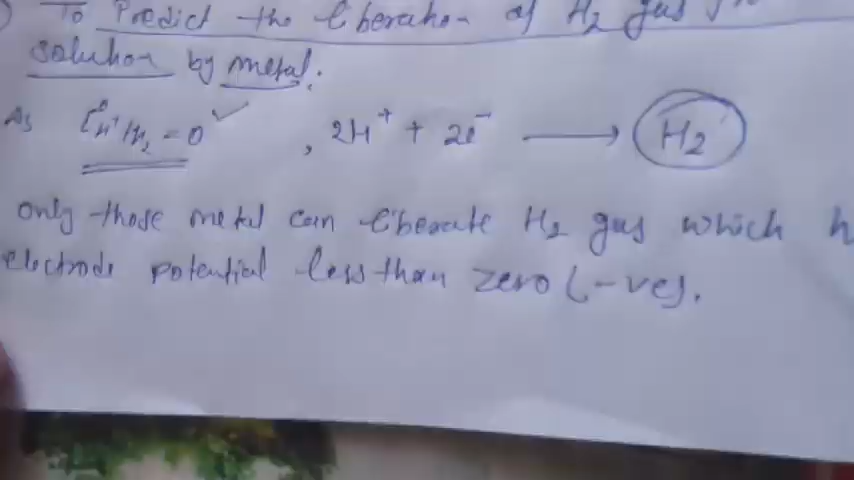 To Predict the liberation of H2 gas
solution by metal:
As E°H+/H2 = 0 ✓, 2H+ + 2e- ⟶ H2
only those metal can liberate H2 gas which
electrode potential less than zero (-ve).